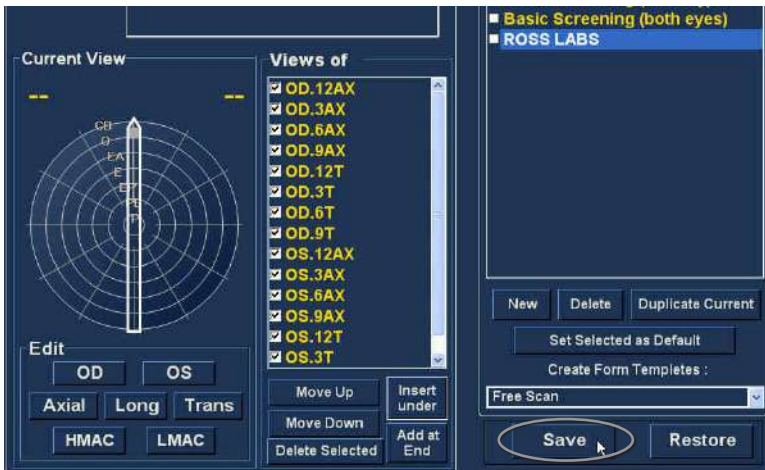 Basic Screening (both eyes)
ROSS LABS
Current View
Views of
--
--
OD.12AX
OD.3AX
OD.6AX
OD.9AX
OD.12T
OD.3T
OD.6T
OD.9T
OS.12AX
OS.3AX
OS.6AX
OS.9AX
OS.12T
OS.3T
CB
O
EA
E
P
Edit
OD
OS
Axial
Long
Trans
HMAC
LMAC
Move Up
Insert
under
Move Down
Add at
End
Delete Selected
New
Delete
Duplicate Current
Set Selected as Default
Create Form Templetes :
Free Scan
Save
Restore